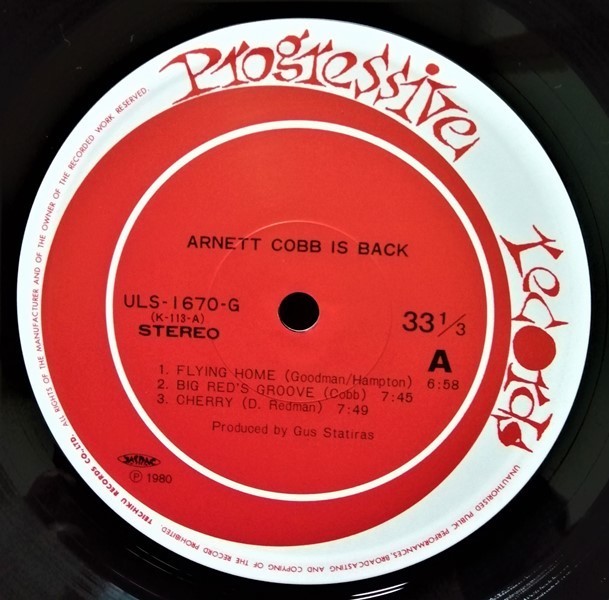 Progressive
records
ARNETT COBB IS BACK
ULS-1670-G
(K-113-A)
STEREO
33 1/3
A
1. FLYING HOME (Goodman/Hampton) 6:58
2. BIG RED'S GROOVE (Cobb) 7:45
3. CHERRY (D. Redman) 7:49
Produced by Gus Statiras
Ⓟ 1980
TEICHIKU RECORDS CO.,LTD. ALL RIGHTS OF THE MANUFACTURER AND OF THE OWNER OF THE RECORDED WORK RESERVED.
UNAUTHORISED PUBLIC PERFORMANCES, BROADCASTING AND COPYING OF THE RECORD PROHIBITED.